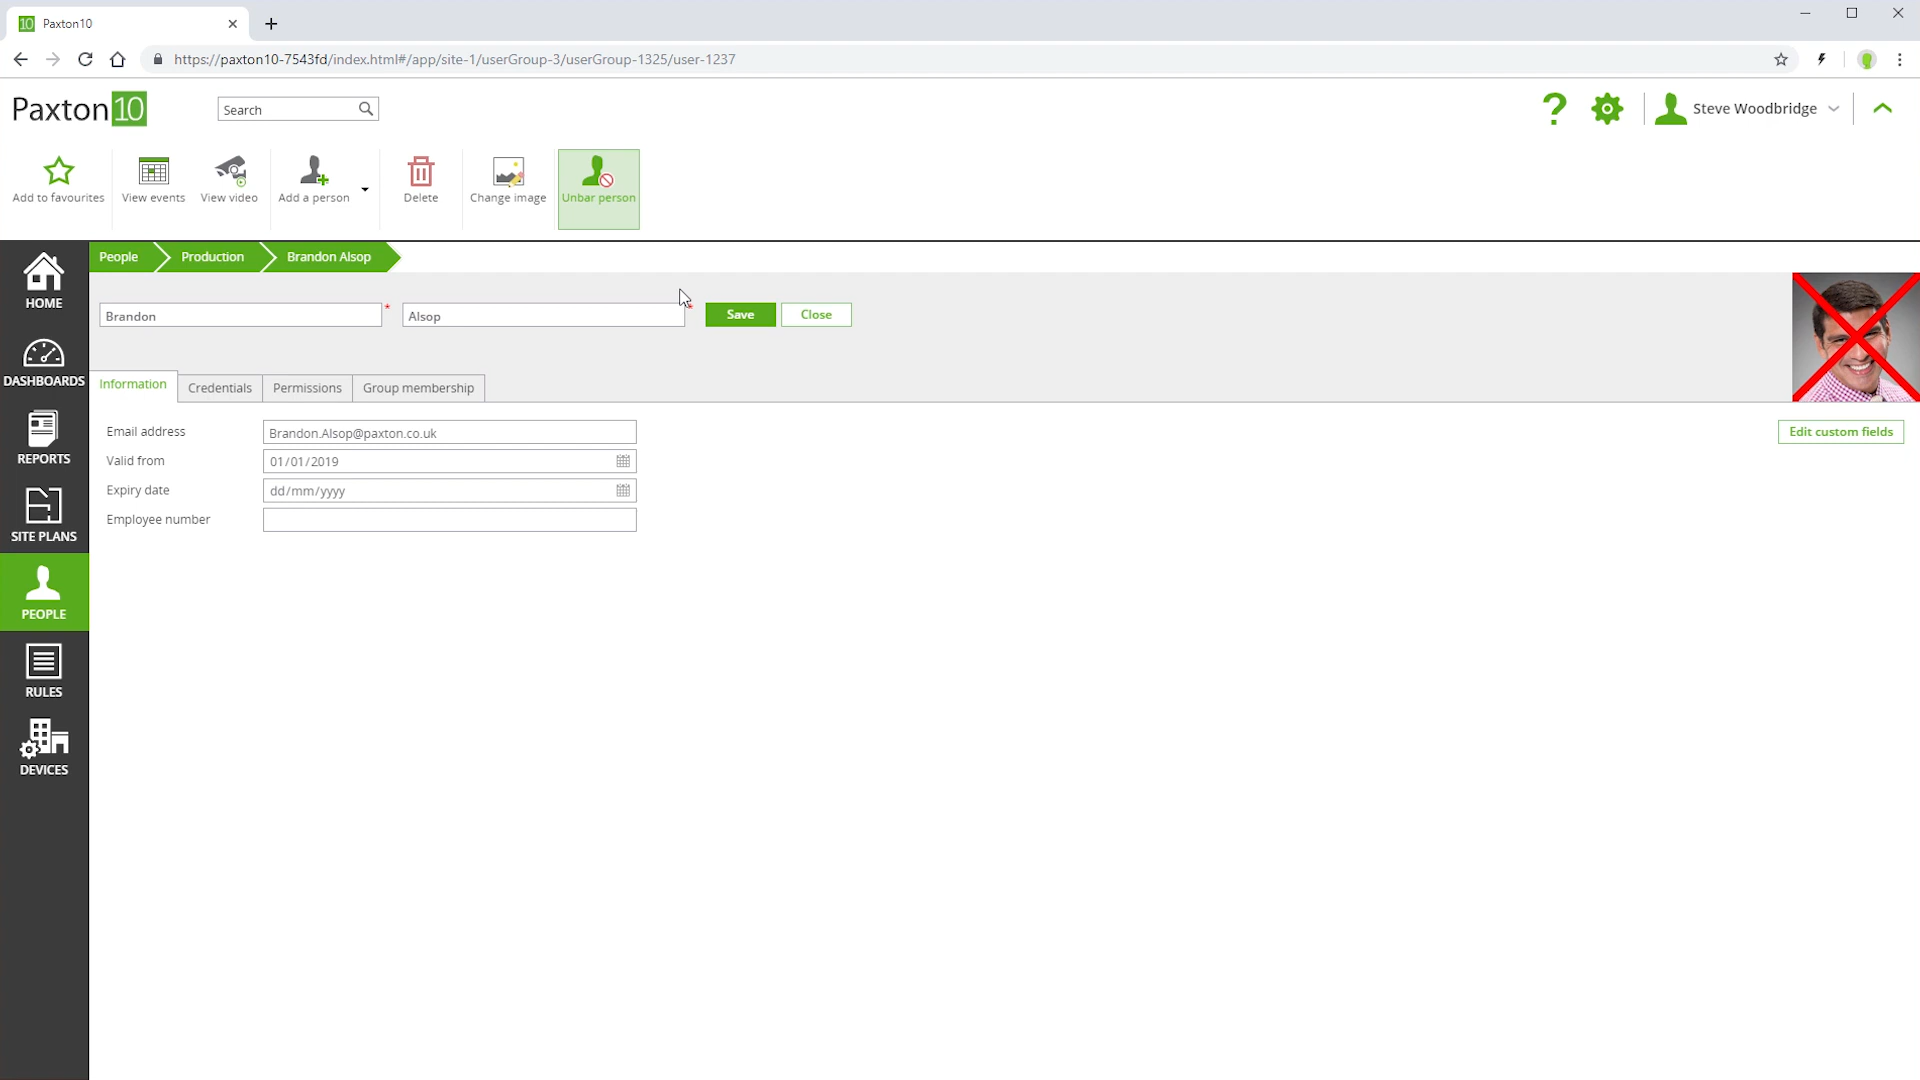 10 Paxton10
https://paxton10-7543fd/index.html#/app/site-1/userGroup-3/userGroup-1325/user-1237
Paxton10
Search
? Steve Woodbridge
Add to favourites
View events
View video
Add a person
Delete
Change image
Unbar person
People
Production
Brandon Alsop
HOME
DASHBOARDS
REPORTS
SITE PLANS
PEOPLE
RULES
DEVICES
Brandon *
Alsop *
Save
Close
Information
Credentials
Permissions
Group membership
Email address Brandon.Alsop@paxton.co.uk
Valid from 01/01/2019
Expiry date dd/mm/yyyy
Employee number
Edit custom fields